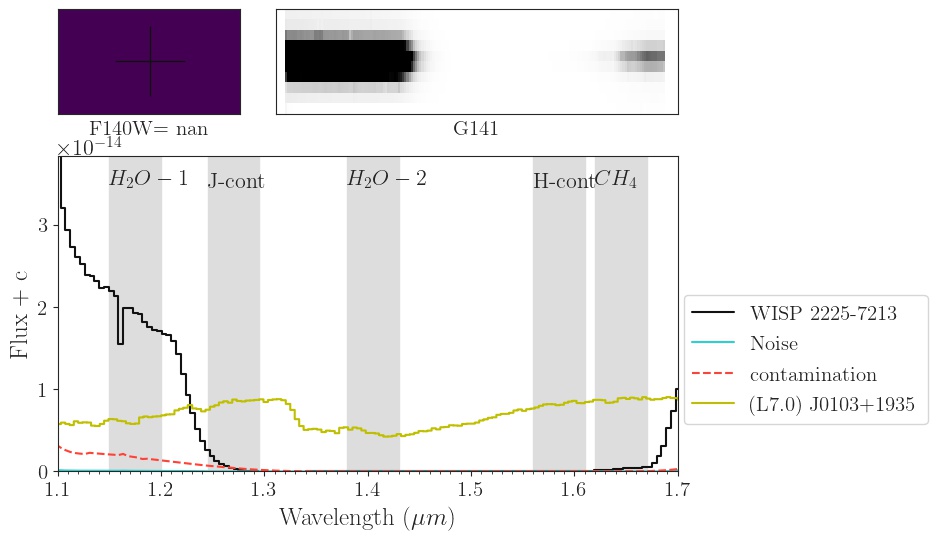 F140W= nan
G141
×10⁻¹⁴
H₂O − 1
J-cont
H₂O − 2
H-cont
CH₄
3
2
1
0
Flux + c
1.1
1.2
1.3
1.4
1.5
1.6
1.7
Wavelength (μm)
WISP 2225-7213
Noise
contamination
(L7.0) J0103+1935